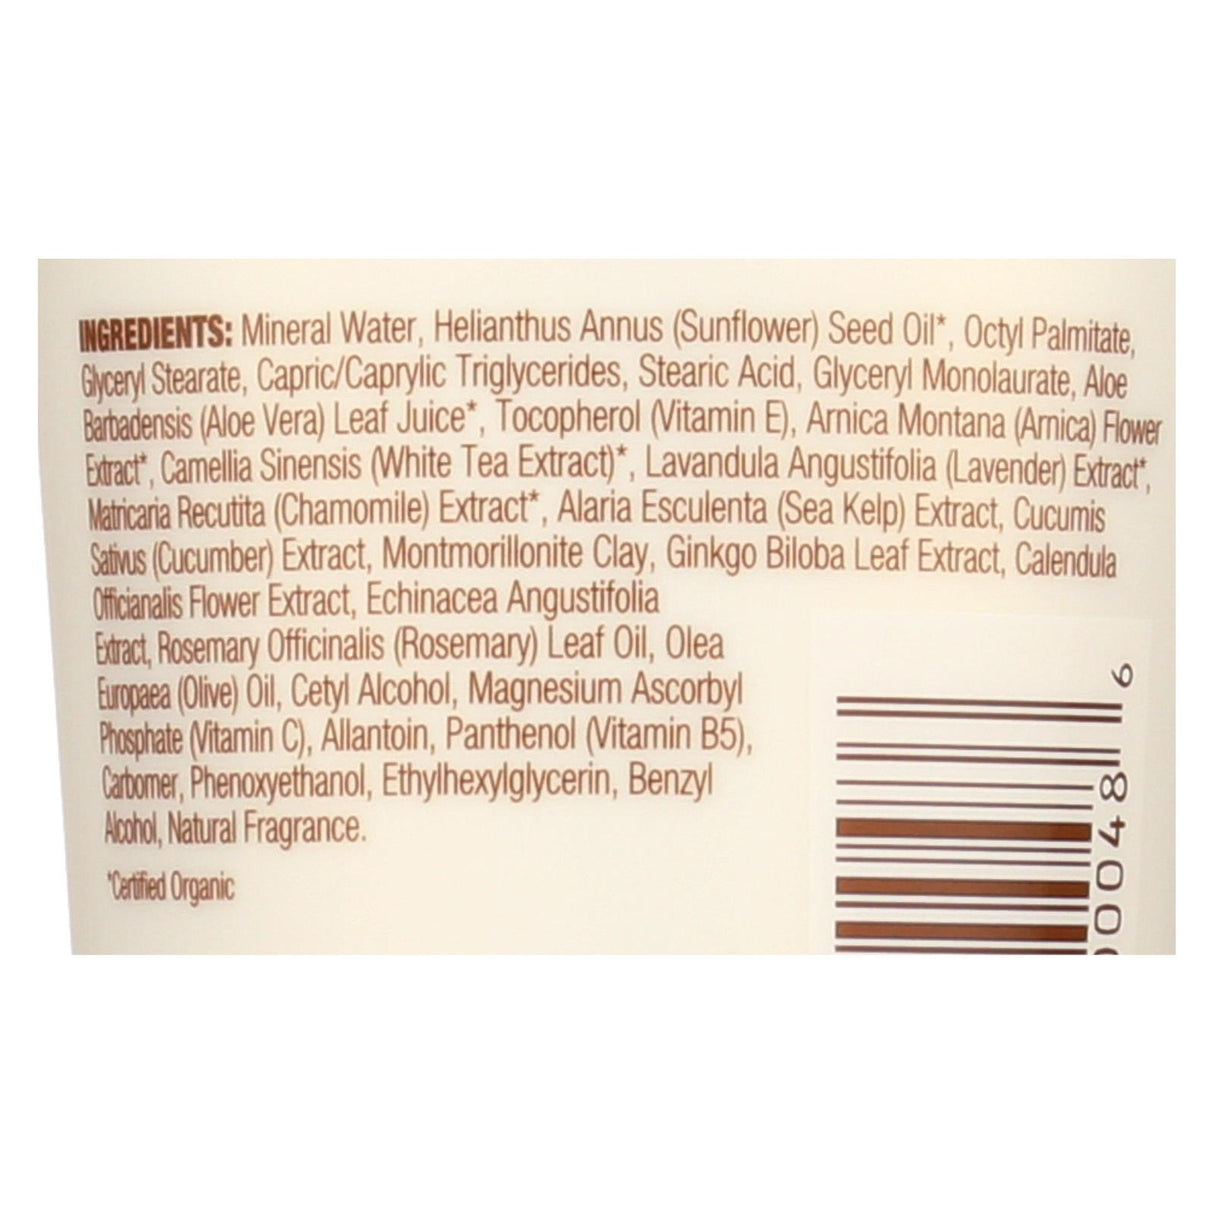 INGREDIENTS: Mineral Water, Helianthus Annus (Sunflower) Seed Oil*, Octyl Palmitate,
Glyceryl Stearate, Capric/Caprylic Triglycerides, Stearic Acid, Glyceryl Monolaurate, Aloe
Barbadensis (Aloe Vera) Leaf Juice*, Tocopherol (Vitamin E), Arnica Montana (Arnica) Flower
Extract*, Camellia Sinensis (White Tea Extract)*, Lavandula Angustifolia (Lavender) Extract*,
Matricaria Recutita (Chamomile) Extract*, Alaria Esculenta (Sea Kelp) Extract, Cucumis
Sativus (Cucumber) Extract, Montmorillonite Clay, Ginkgo Biloba Leaf Extract, Calendula
Officianalis Flower Extract, Echinacea Angustifolia
Extract, Rosemary Officinalis (Rosemary) Leaf Oil, Olea
Europaea (Olive) Oil, Cetyl Alcohol, Magnesium Ascorbyl
Phosphate (Vitamin C), Allantoin, Panthenol (Vitamin B5),
Carbomer, Phenoxyethanol, Ethylhexylglycerin, Benzyl
Alcohol, Natural Fragrance.
*Certified Organic
0048 6